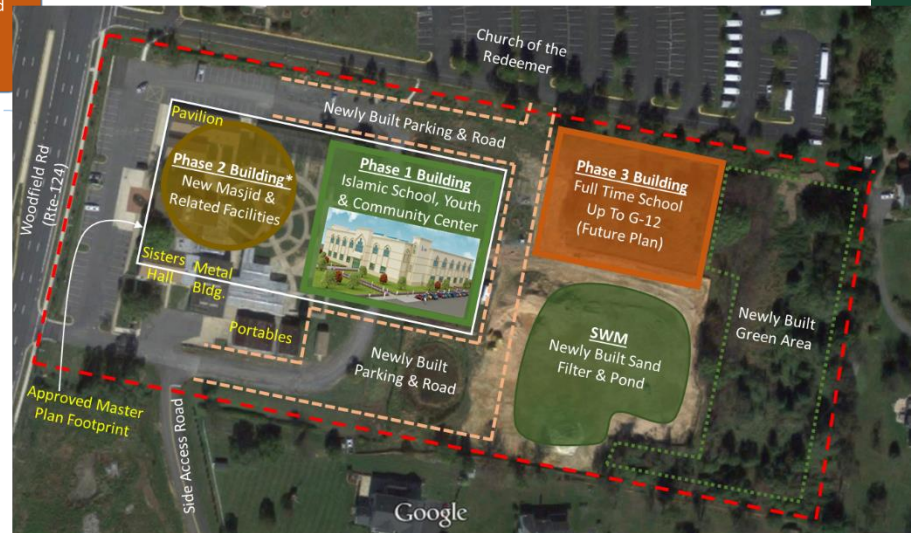 d
Church of the
Redeemer
Newly Built Parking & Road
Pavilion
Phase 2 Building*
New Masjid &
Related Facilities
Phase 1 Building
Islamic School, Youth
& Community Center
Phase 3 Building
Full Time School
Up To G-12
(Future Plan)
Woodfield Rd
(Rte-124)
Sisters
Hall
Metal
Bldg.
Portables
Newly Built
Parking & Road
SWM
Newly Built Sand
Filter & Pond
Newly Built
Green Area
Approved Master
Plan Footprint
Side Access Road
Google